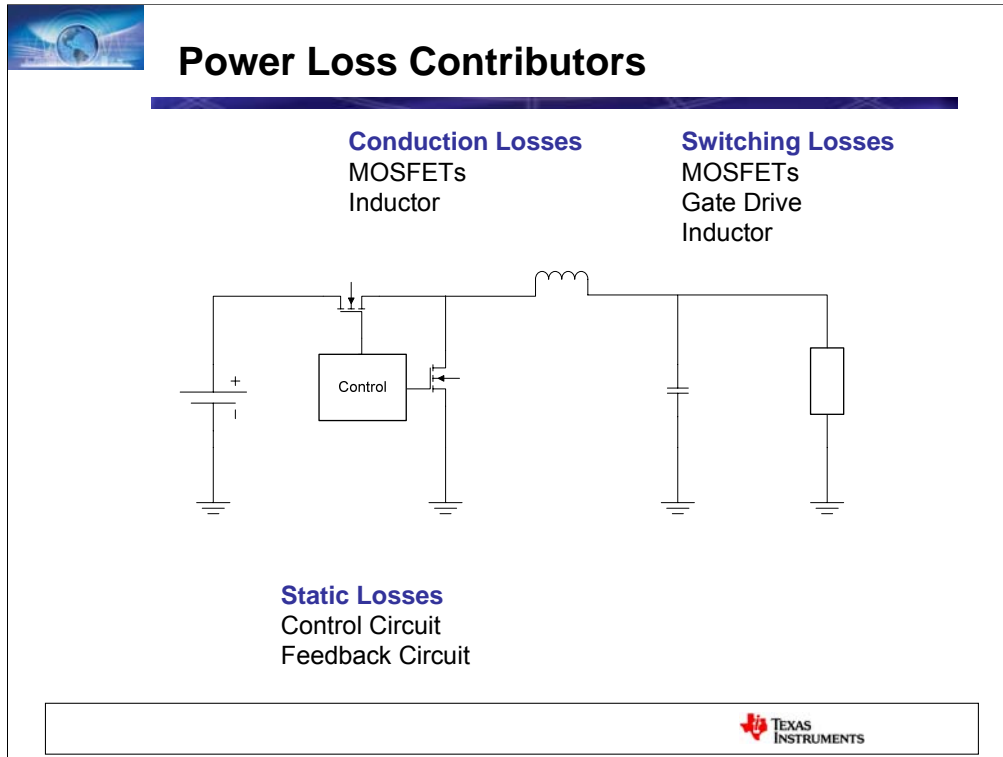 Power Loss Contributors
Conduction Losses
MOSFETs
Inductor
Switching Losses
MOSFETs
Gate Drive
Inductor
Control
+
–
Static Losses
Control Circuit
Feedback Circuit
TEXAS
INSTRUMENTS